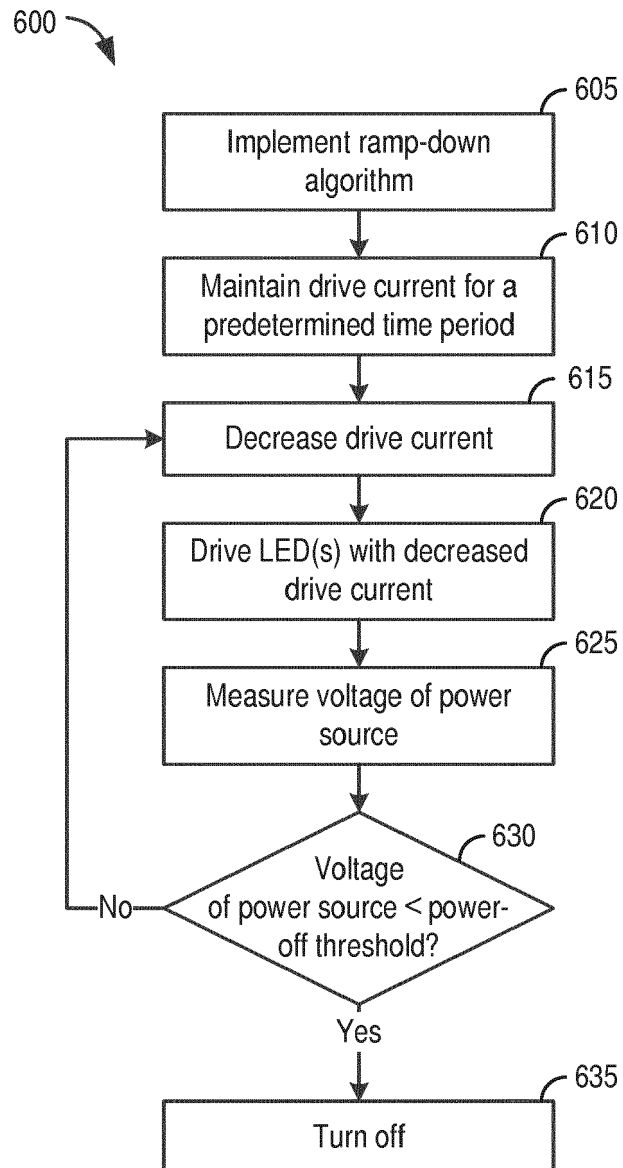 600
605
Implement ramp-down
algorithm
610
Maintain drive current for a
predetermined time period
615
Decrease drive current
620
Drive LED(s) with decreased
drive current
625
Measure voltage of power
source
630
Voltage
of power source < power-
off threshold?
No
Yes
635
Turn off